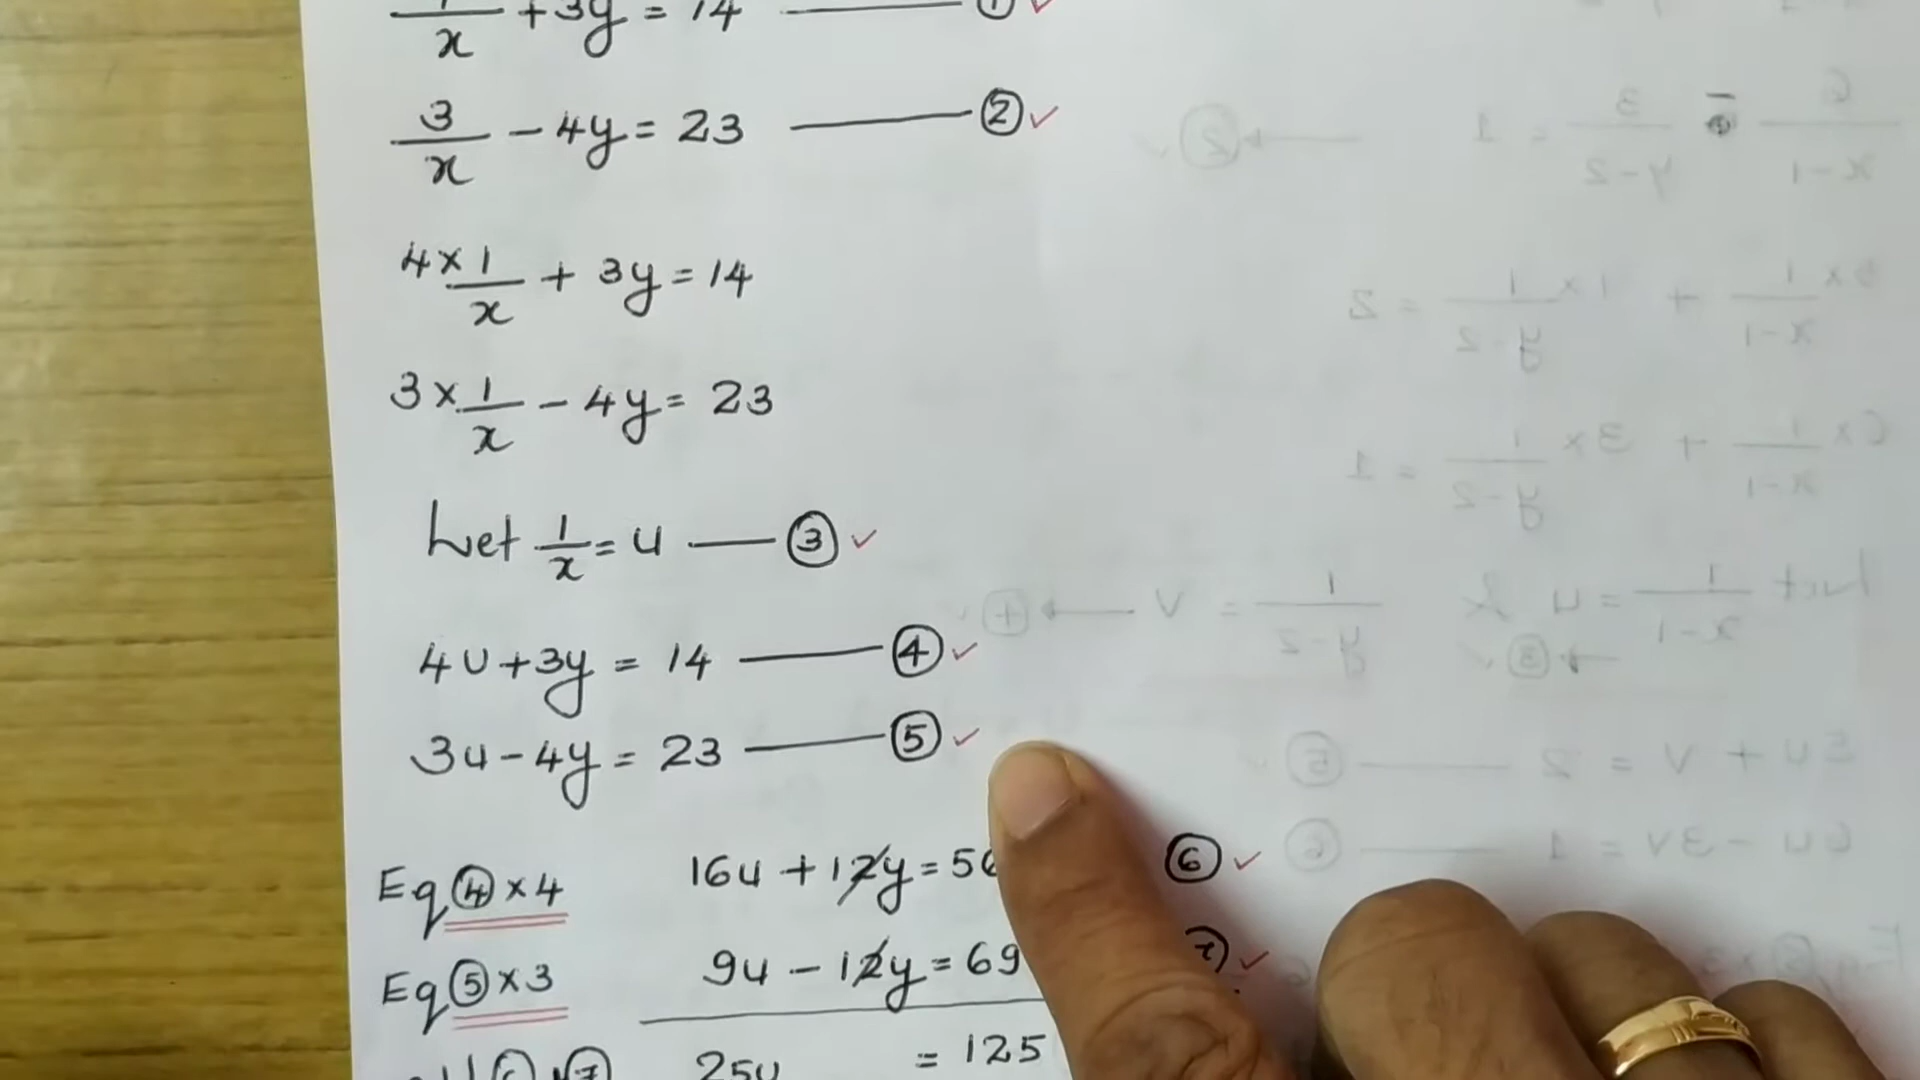 /x + 3y = 14 —— ① ✓
3/x - 4y = 23 —— ② ✓
4 × 1/x + 3y = 14
3 × 1/x - 4y = 23
Let 1/x = u —— ③ ✓
4u + 3y = 14 —— ④ ✓
3u - 4y = 23 —— ⑤ ✓
Eq ④ × 4 16u + 12y = 5 ⑥ ✓
Eq ⑤ × 3 9u - 12y = 69 ⑦ ✓
25u = 125